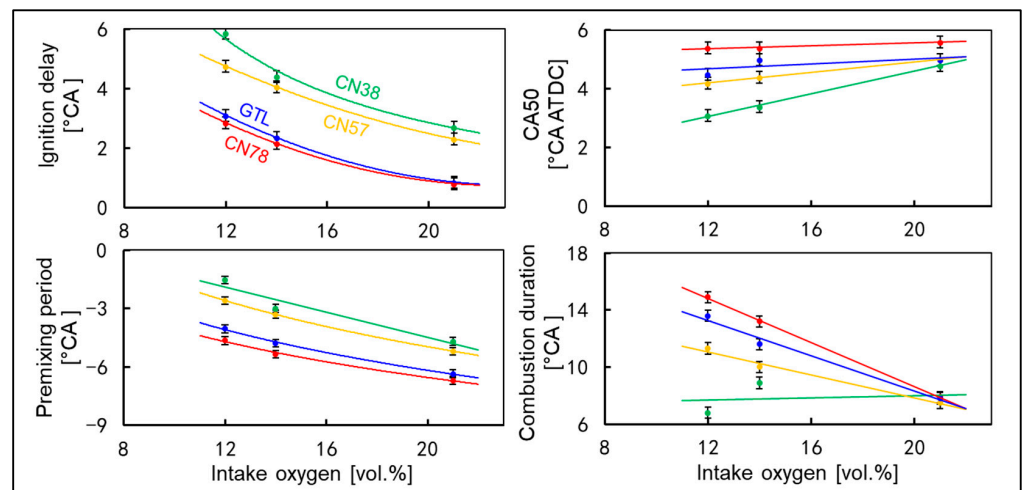 Ignition delay
[°CA]
6
4
2
0
8
12
16
20
CN38
CN57
GTL
CN78
CA50
[°CA ATDC]
6
4
2
0
8
12
16
20
Premixing period
[°CA]
0
−3
−6
−9
8
12
16
20
Intake oxygen [vol.%]
Combustion duration
[°CA ]
18
14
10
6
8
12
16
20
Intake oxygen [vol.%]